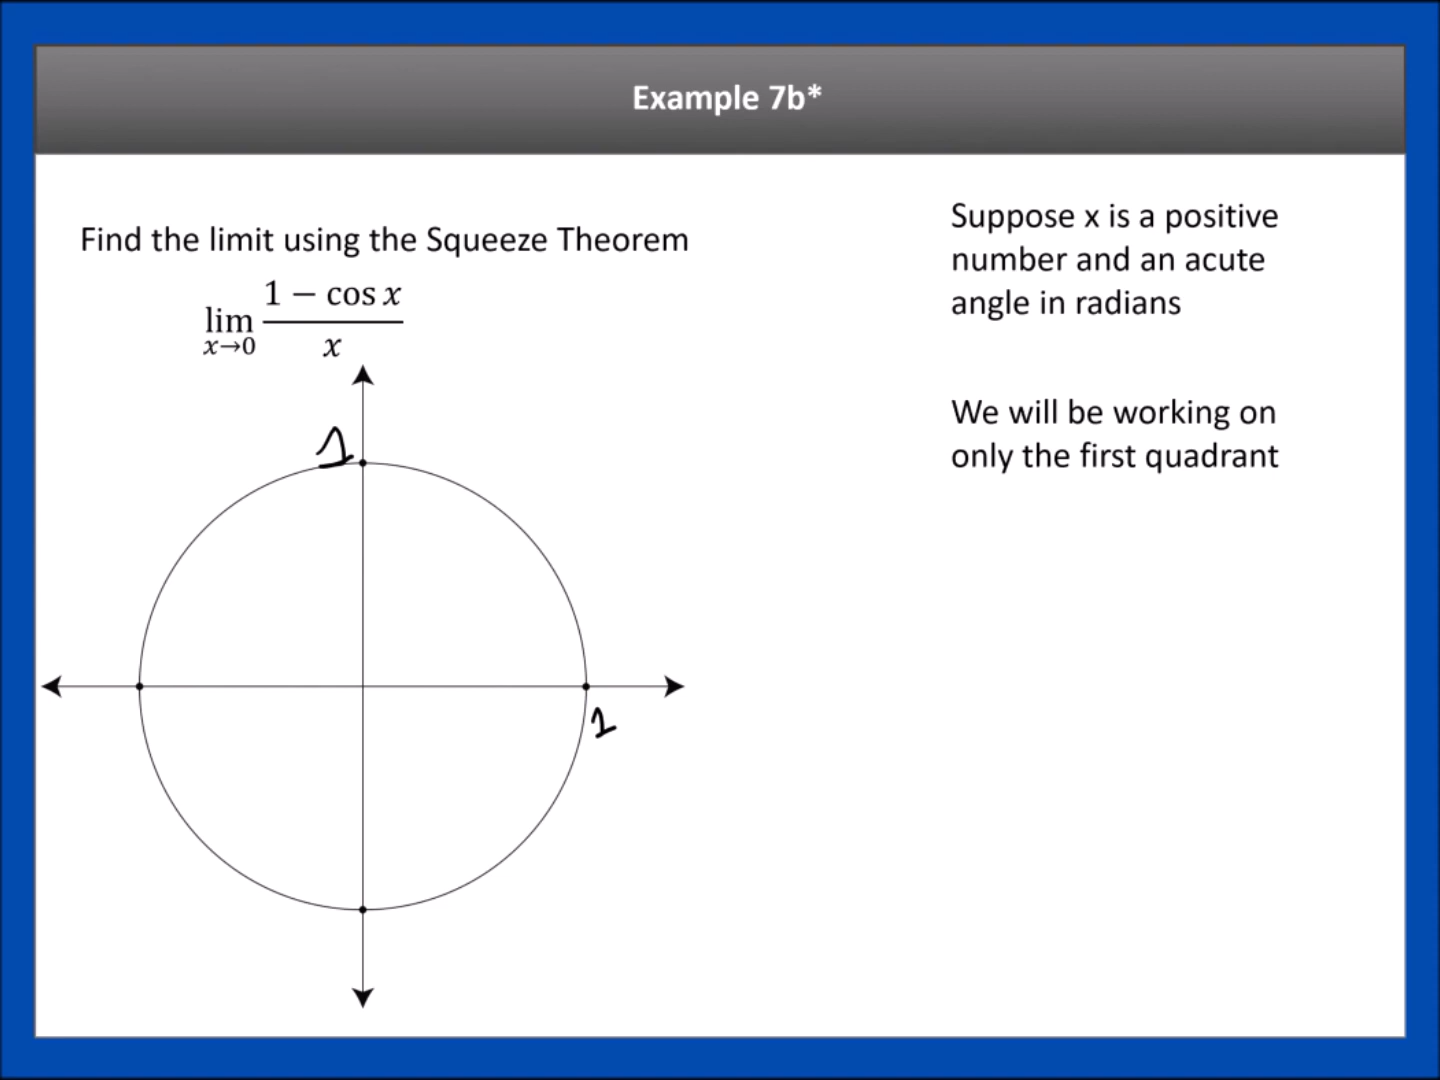 Example 7b*
Find the limit using the Squeeze Theorem
lim x→0 (1 − cos x)/x
Suppose x is a positive
number and an acute
angle in radians
We will be working on
only the first quadrant
1
1